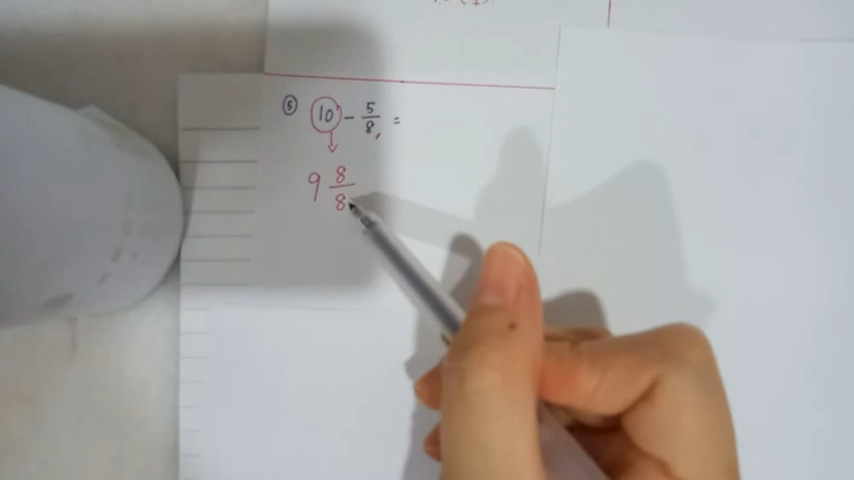 ⑤ 10 - 5/8, =
↓
9 8/8